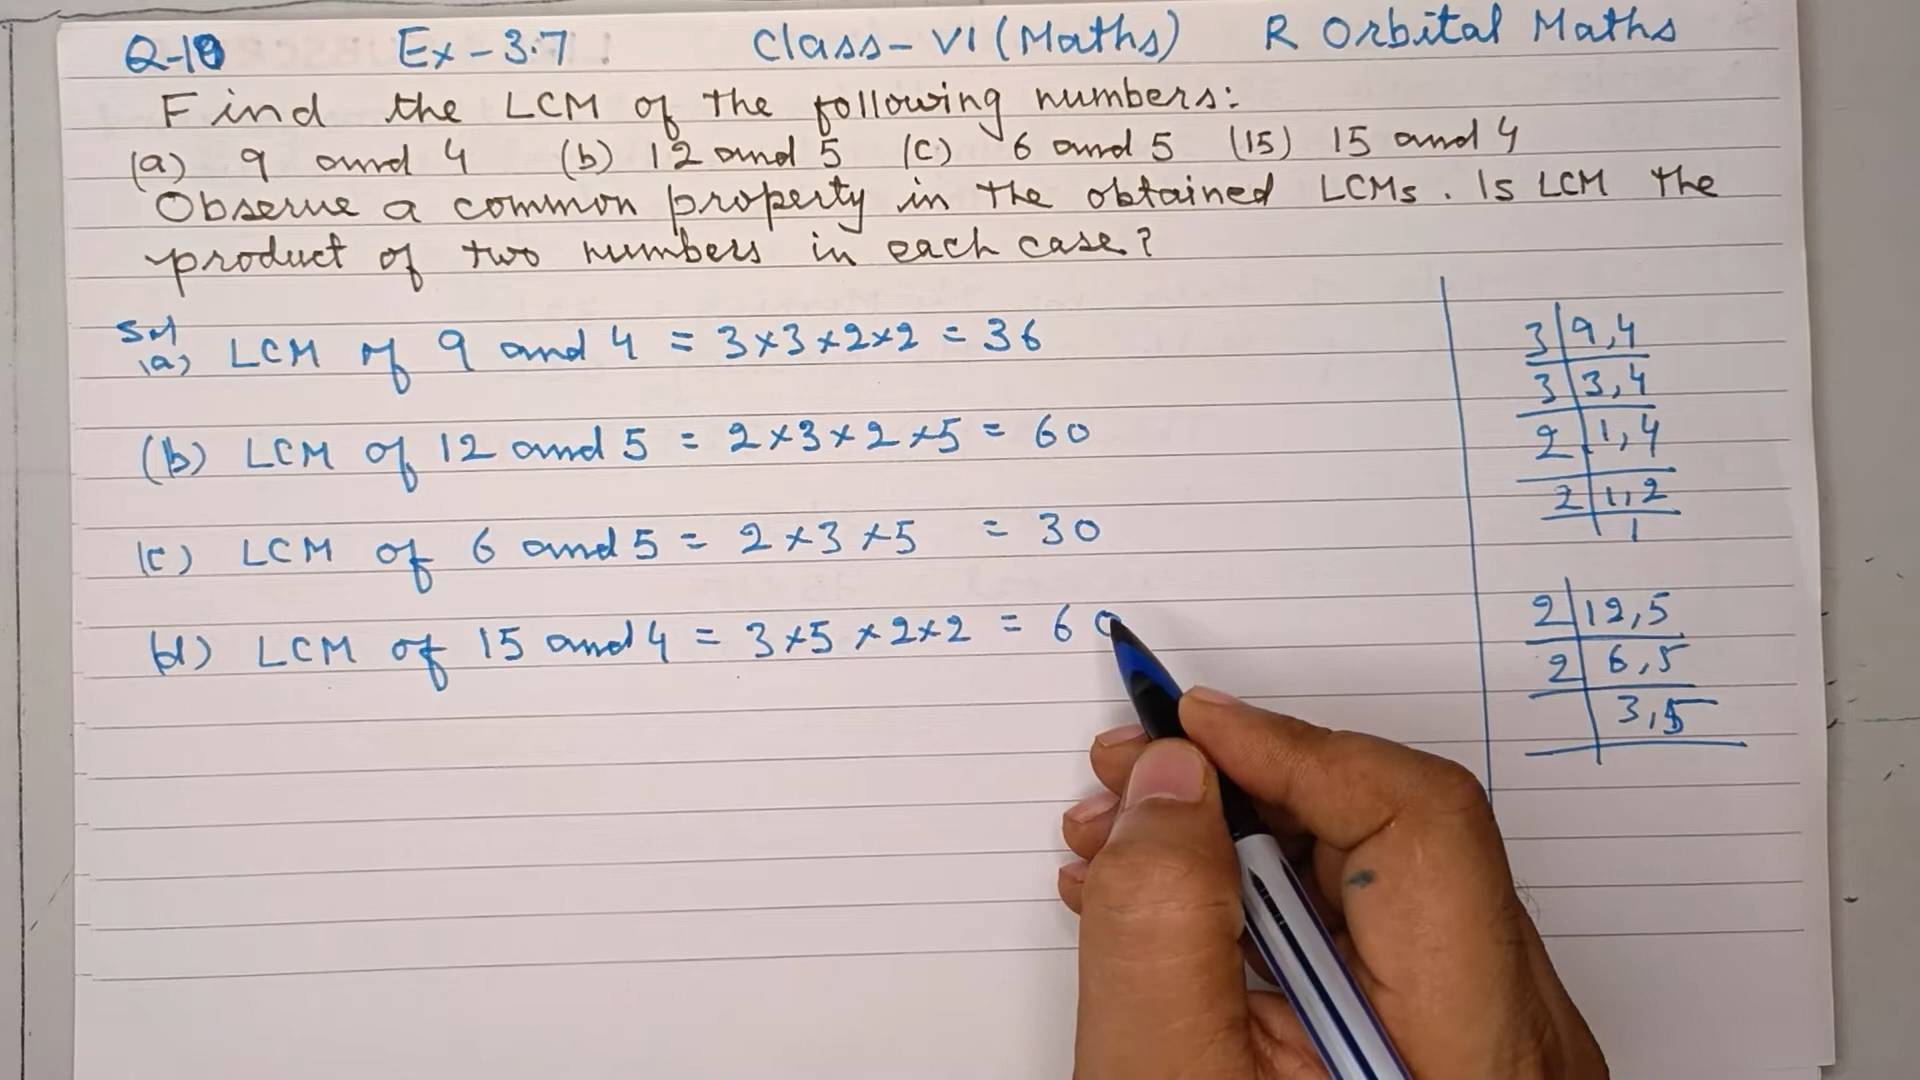 Q-10 Ex-3.7 Class-VI (Maths) R Orbital Maths
Find the LCM of the following numbers:
(a) 9 and 4 (b) 12 and 5 (c) 6 and 5 (15) 15 and 4
Observe a common property in the obtained LCMs. Is LCM the
product of two numbers in each case?
Sol
(a) LCM of 9 and 4 = 3×3×2×2 = 36
(b) LCM of 12 and 5 = 2×3×2×5 = 60
(c) LCM of 6 and 5 = 2×3×5 = 30
(d) LCM of 15 and 4 = 3×5×2×2 = 60
3 | 9,4
3 | 3,4
2 | 1,4
2 | 1,2
1
2 | 12,5
2 | 6,5
3,5